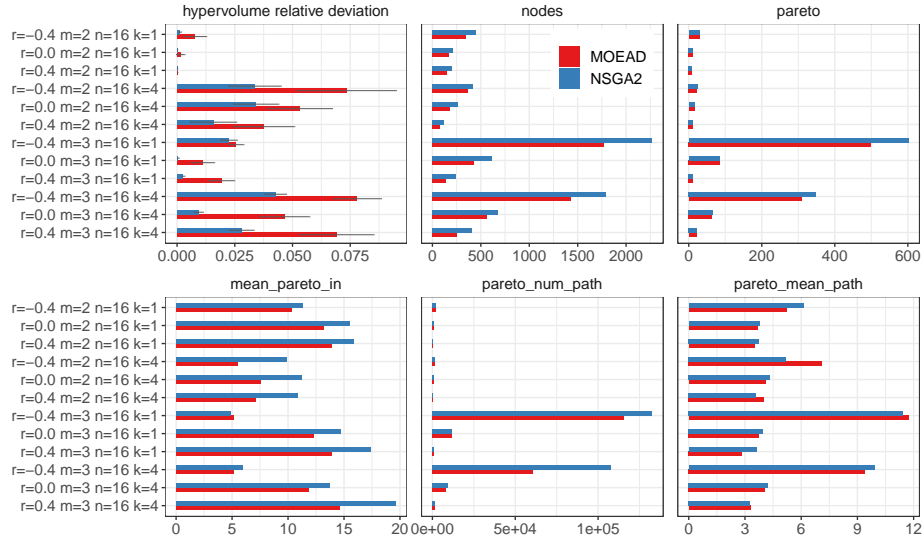 hypervolume relative deviation
nodes
pareto
r=−0.4 m=2 n=16 k=1
r=0.0 m=2 n=16 k=1
r=0.4 m=2 n=16 k=1
r=−0.4 m=2 n=16 k=4
r=0.0 m=2 n=16 k=4
r=0.4 m=2 n=16 k=4
r=−0.4 m=3 n=16 k=1
r=0.0 m=3 n=16 k=1
r=0.4 m=3 n=16 k=1
r=−0.4 m=3 n=16 k=4
r=0.0 m=3 n=16 k=4
r=0.4 m=3 n=16 k=4
MOEAD
NSGA2
0.000 0.025 0.050 0.075
0 500 1000 1500 2000
0 200 400 600
mean_pareto_in
pareto_num_path
pareto_mean_path
r=−0.4 m=2 n=16 k=1
r=0.0 m=2 n=16 k=1
r=0.4 m=2 n=16 k=1
r=−0.4 m=2 n=16 k=4
r=0.0 m=2 n=16 k=4
r=0.4 m=2 n=16 k=4
r=−0.4 m=3 n=16 k=1
r=0.0 m=3 n=16 k=1
r=0.4 m=3 n=16 k=1
r=−0.4 m=3 n=16 k=4
r=0.0 m=3 n=16 k=4
r=0.4 m=3 n=16 k=4
0 5 10 15 20
0e+00 5e+04 1e+05
0 3 6 9 12